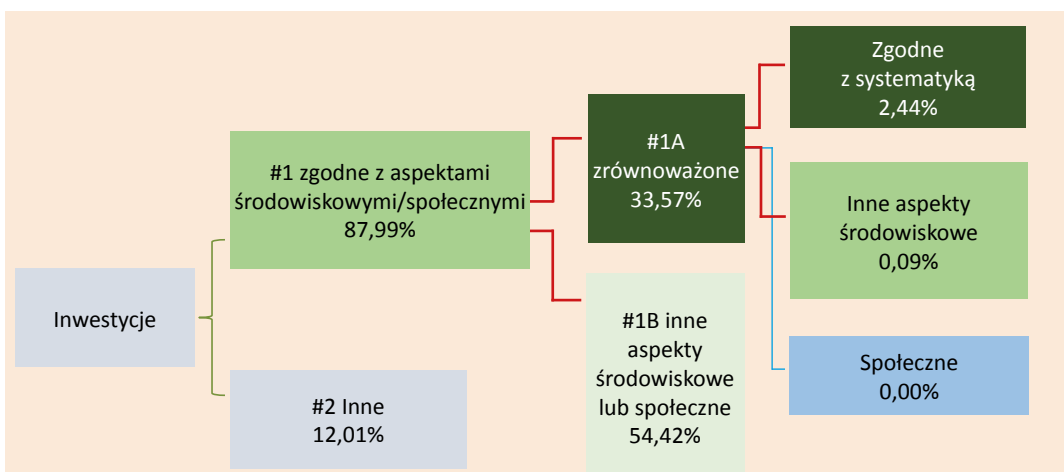 Inwestycje
#1 zgodne z aspektami
środowiskowymi/społecznymi
87,99%
#2 Inne
12,01%
#1A
zrównoważone
33,57%
#1B inne
aspekty
środowiskowe
lub społeczne
54,42%
Zgodne
z systematyką
2,44%
Inne aspekty
środowiskowe
0,09%
Społeczne
0,00%